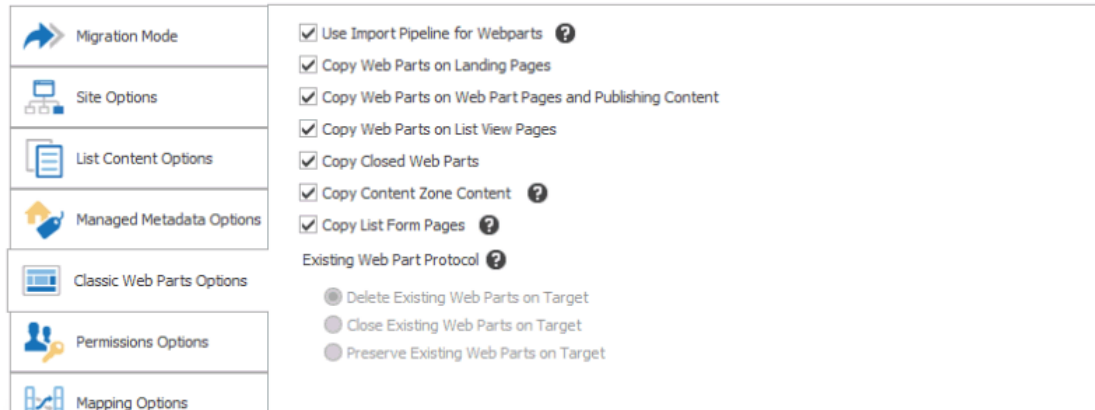 Migration Mode
Site Options
List Content Options
Managed Metadata Options
Classic Web Parts Options
Permissions Options
Mapping Options
Use Import Pipeline for Webparts ?
Copy Web Parts on Landing Pages
Copy Web Parts on Web Part Pages and Publishing Content
Copy Web Parts on List View Pages
Copy Closed Web Parts
Copy Content Zone Content ?
Copy List Form Pages ?
Existing Web Part Protocol ?
Delete Existing Web Parts on Target
Close Existing Web Parts on Target
Preserve Existing Web Parts on Target